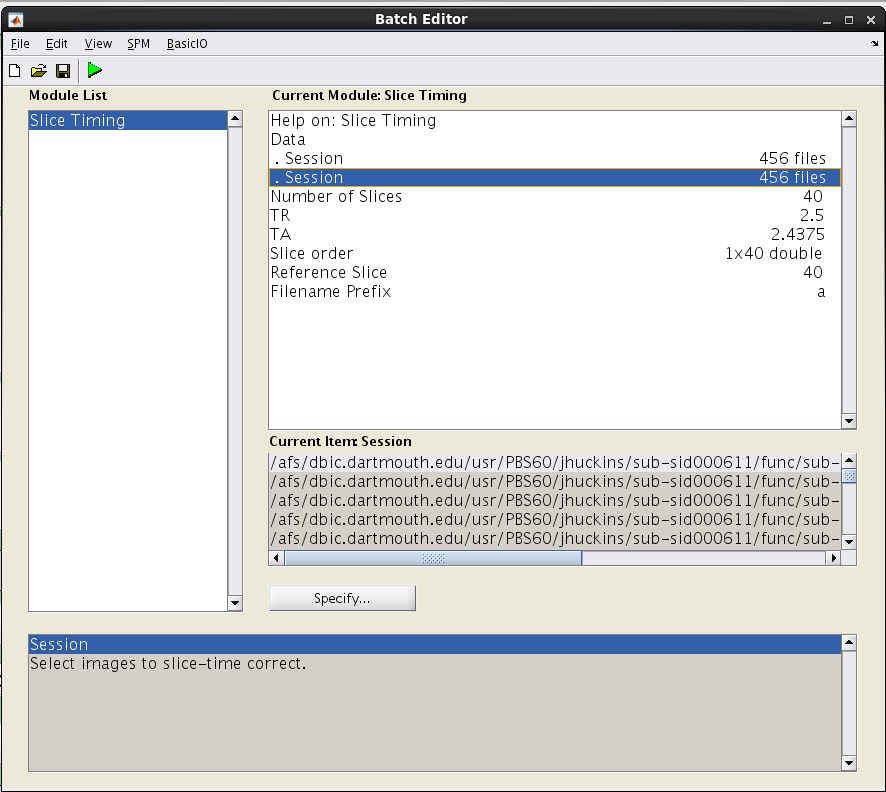 Batch Editor
File Edit View SPM BasicIO
Module List
Slice Timing
Current Module: Slice Timing
Help on: Slice Timing
Data
. Session 456 files
. Session 456 files
Number of Slices 40
TR 2.5
TA 2.4375
Slice order 1x40 double
Reference Slice 40
Filename Prefix a
Current Item: Session
/afs/dbic.dartmouth.edu/usr/PBS60/jhuckins/sub-sid000611/func/sub-
/afs/dbic.dartmouth.edu/usr/PBS60/jhuckins/sub-sid000611/func/sub-
/afs/dbic.dartmouth.edu/usr/PBS60/jhuckins/sub-sid000611/func/sub-
/afs/dbic.dartmouth.edu/usr/PBS60/jhuckins/sub-sid000611/func/sub-
/afs/dbic.dartmouth.edu/usr/PBS60/jhuckins/sub-sid000611/func/sub-
Specify...
Session
Select images to slice-time correct.